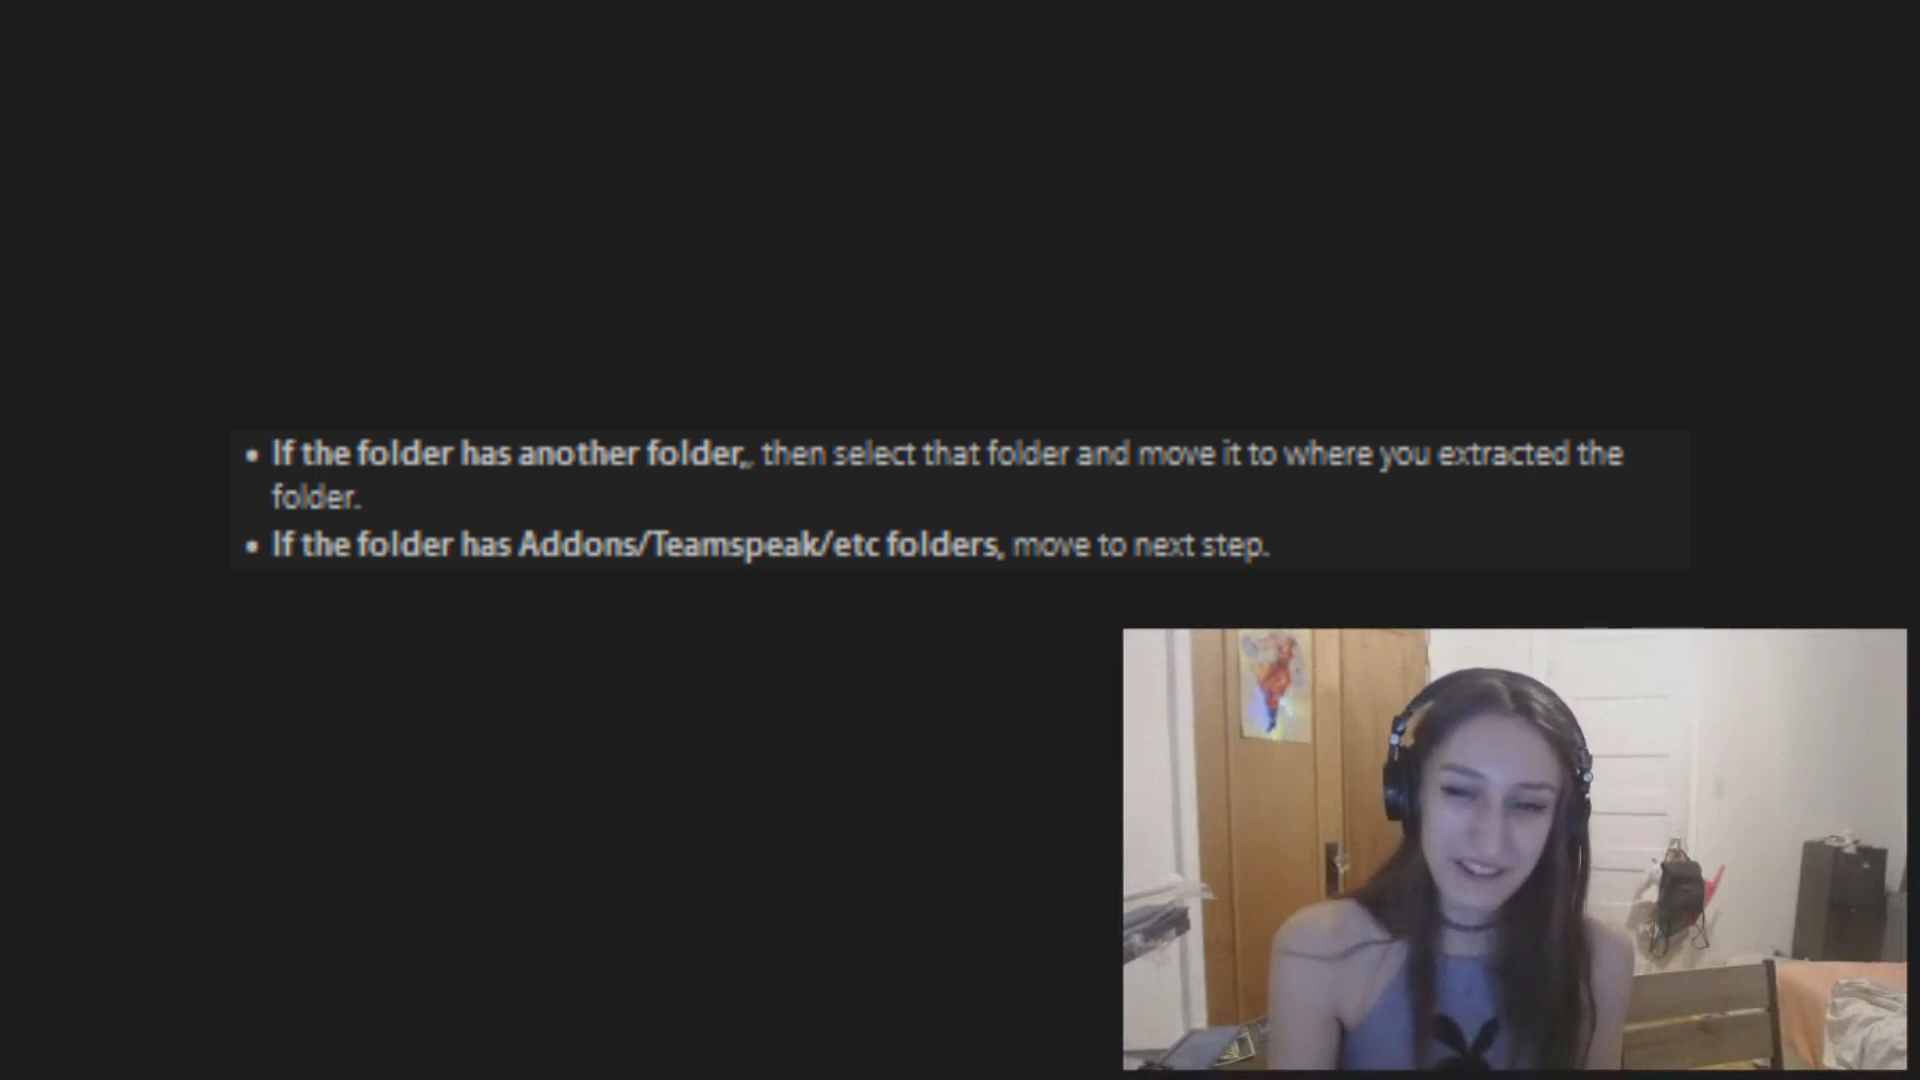 • If the folder has another folder,, then select that folder and move it to where you extracted the
folder.
• If the folder has Addons/Teamspeak/etc folders, move to next step.